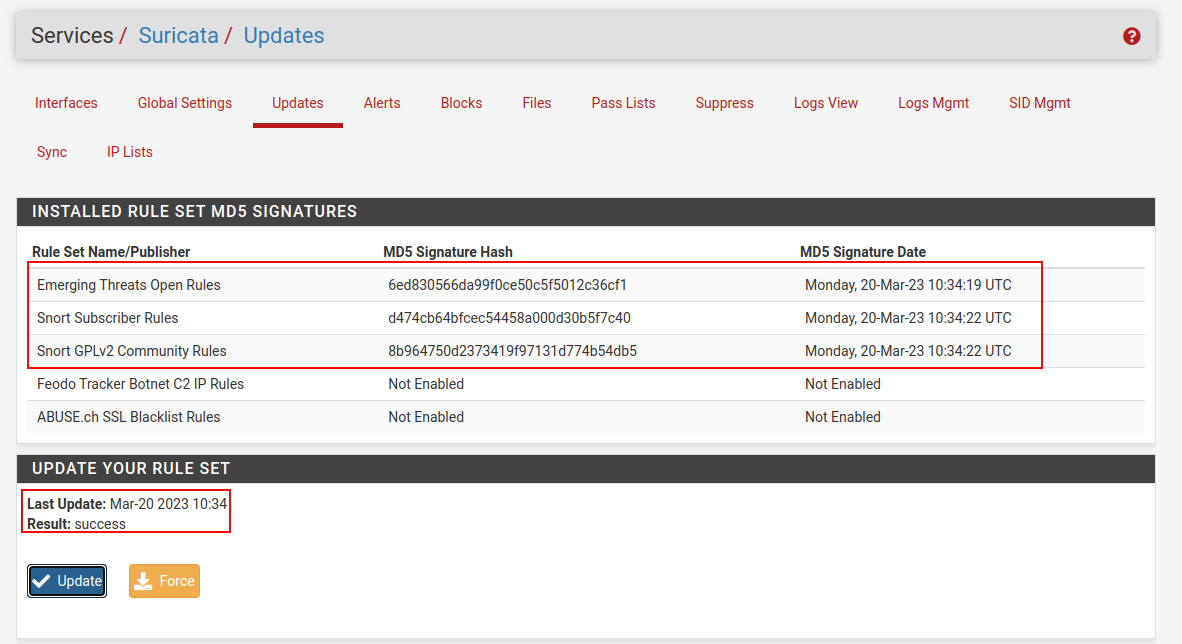 Services / Suricata / Updates
Interfaces Global Settings Updates Alerts Blocks Files Pass Lists Suppress Logs View Logs Mgmt SID Mgmt
Sync IP Lists
INSTALLED RULE SET MD5 SIGNATURES
Rule Set Name/Publisher MD5 Signature Hash MD5 Signature Date
Emerging Threats Open Rules 6ed830566da99f0ce50c5f5012c36cf1 Monday, 20-Mar-23 10:34:19 UTC
Snort Subscriber Rules d474cb64bfcec54458a000d30b5f7c40 Monday, 20-Mar-23 10:34:22 UTC
Snort GPLv2 Community Rules 8b964750d2373419f97131d774b54db5 Monday, 20-Mar-23 10:34:22 UTC
Feodo Tracker Botnet C2 IP Rules Not Enabled Not Enabled
ABUSE.ch SSL Blacklist Rules Not Enabled Not Enabled
UPDATE YOUR RULE SET
Last Update: Mar-20 2023 10:34
Result: success
Update Force